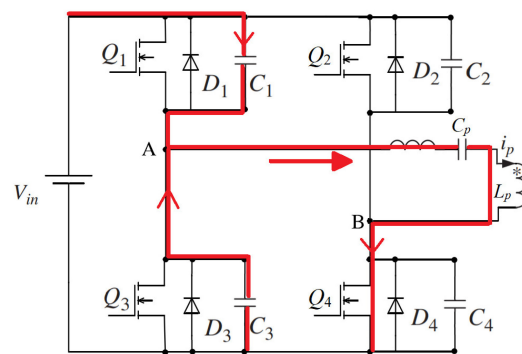 Q1 D1 C1 Q2 D2 C2
Cp
A ip
Vin Lp *
B
Q3 D3 C3 Q4 D4 C4